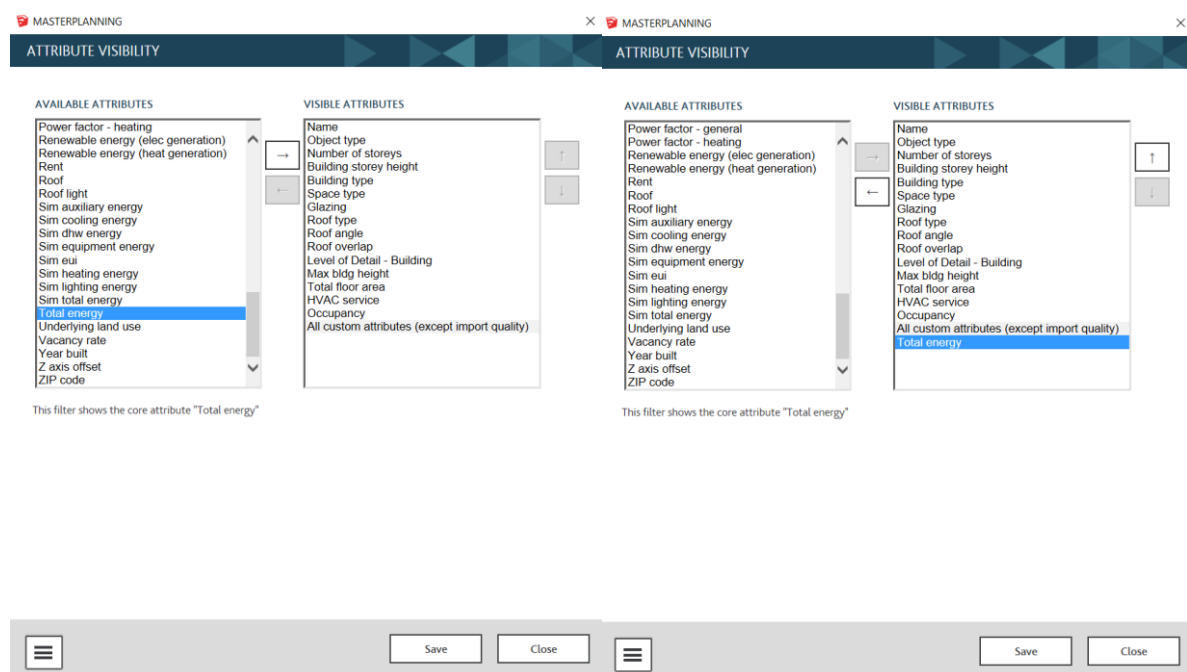 MASTERPLANNING
ATTRIBUTE VISIBILITY
AVAILABLE ATTRIBUTES
Power factor - heating
Renewable energy (elec generation)
Renewable energy (heat generation)
Rent
Roof
Roof light
Sim auxiliary energy
Sim cooling energy
Sim dhw energy
Sim equipment energy
Sim eui
Sim heating energy
Sim lighting energy
Sim total energy
Total energy
Underlying land use
Vacancy rate
Year built
Z axis offset
ZIP code
→
←
VISIBLE ATTRIBUTES
Name
Object type
Number of storeys
Building storey height
Building type
Space type
Glazing
Roof type
Roof angle
Roof overlap
Level of Detail - Building
Max bldg height
Total floor area
HVAC service
Occupancy
All custom attributes (except import quality)
↑
↓
This filter shows the core attribute "Total energy"
Save
Close
MASTERPLANNING
ATTRIBUTE VISIBILITY
AVAILABLE ATTRIBUTES
Power factor - general
Power factor - heating
Renewable energy (elec generation)
Renewable energy (heat generation)
Rent
Roof
Roof light
Sim auxiliary energy
Sim cooling energy
Sim dhw energy
Sim equipment energy
Sim eui
Sim heating energy
Sim lighting energy
Sim total energy
Underlying land use
Vacancy rate
Year built
Z axis offset
ZIP code
→
←
VISIBLE ATTRIBUTES
Name
Object type
Number of storeys
Building storey height
Building type
Space type
Glazing
Roof type
Roof angle
Roof overlap
Level of Detail - Building
Max bldg height
Total floor area
HVAC service
Occupancy
All custom attributes (except import quality)
Total energy
↑
↓
This filter shows the core attribute "Total energy"
Save
Close